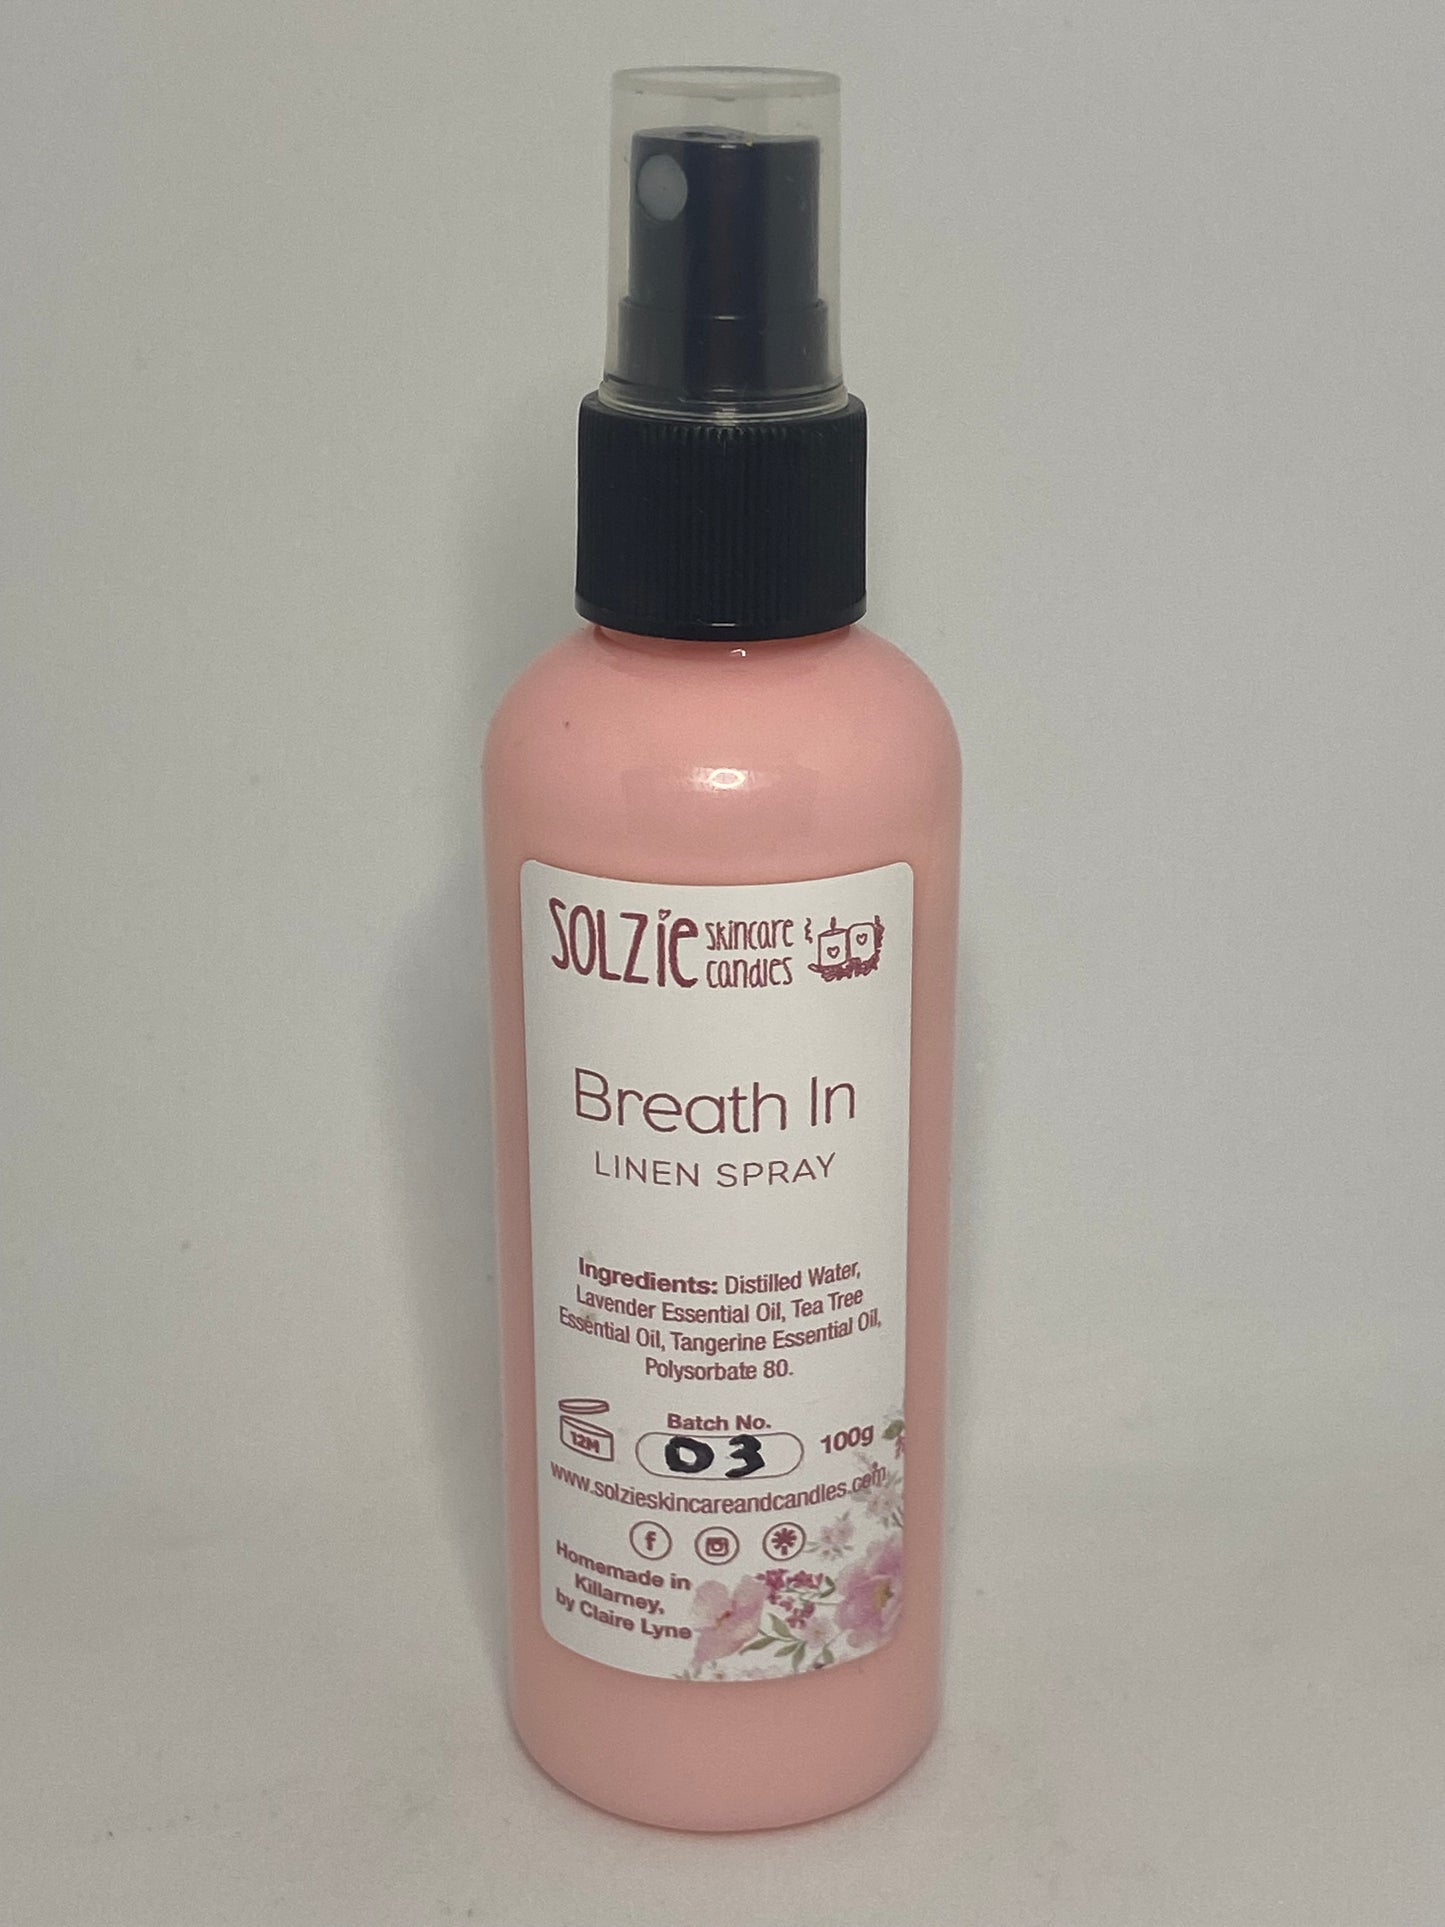 SOLZiE skincare & candles
Breath In
LINEN SPRAY
Ingredients: Distilled Water,
Lavender Essential Oil, Tea Tree
Essential Oil, Tangerine Essential Oil,
Polysorbate 80.
12M
Batch No.
03
100g
www.solzieskincareandcandles.com
Homemade in
Killarney,
by Claire Lyne